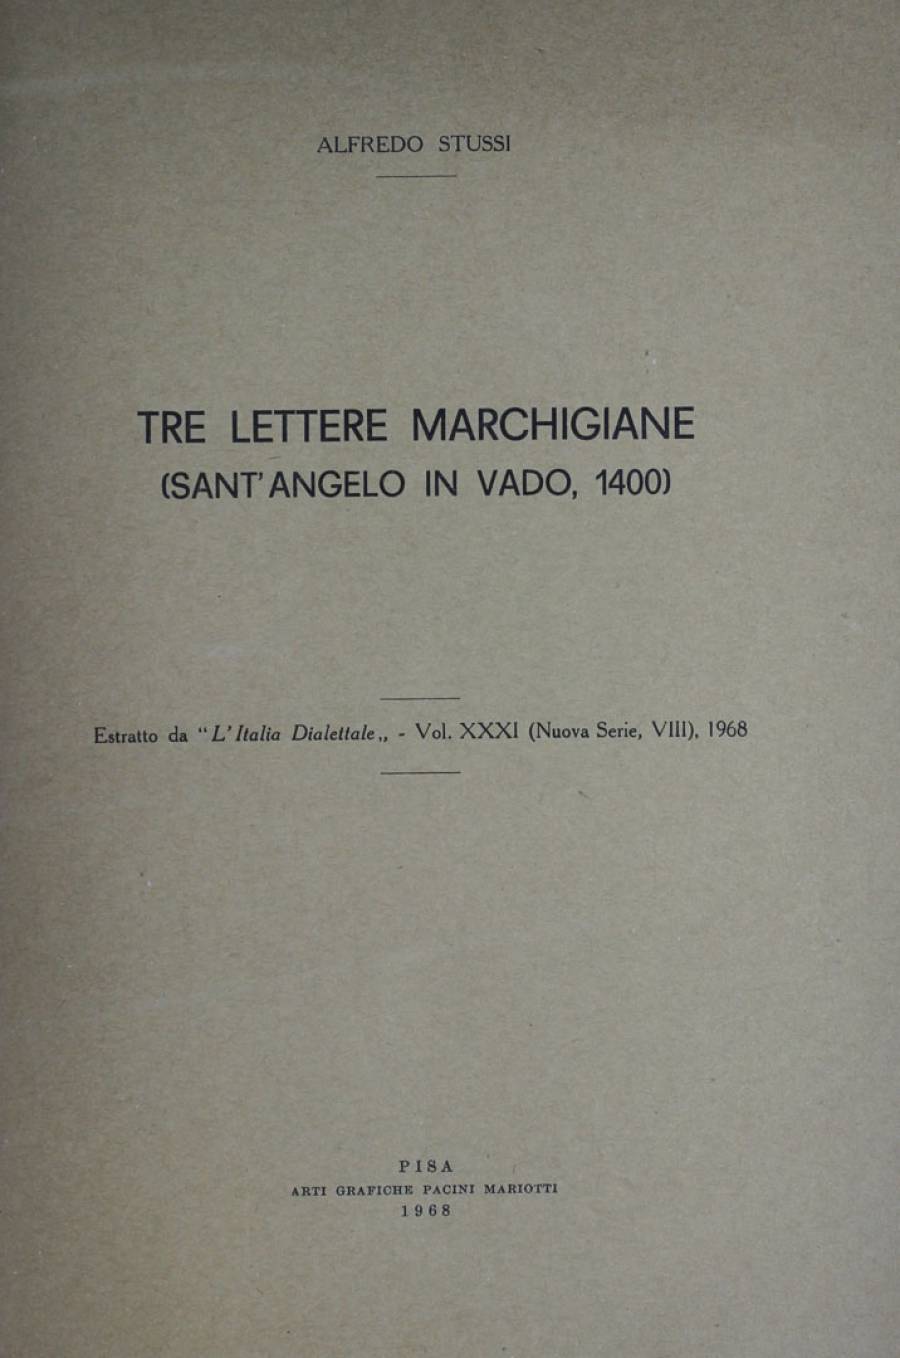 ALFREDO STUSSI
TRE LETTERE MARCHIGIANE
(SANT'ANGELO IN VADO, 1400)
Estratto da “L'Italia Dialettale„ - Vol. XXXI (Nuova Serie, VIII), 1968
PISA
ARTI GRAFICHE PACINI MARIOTTI
1968